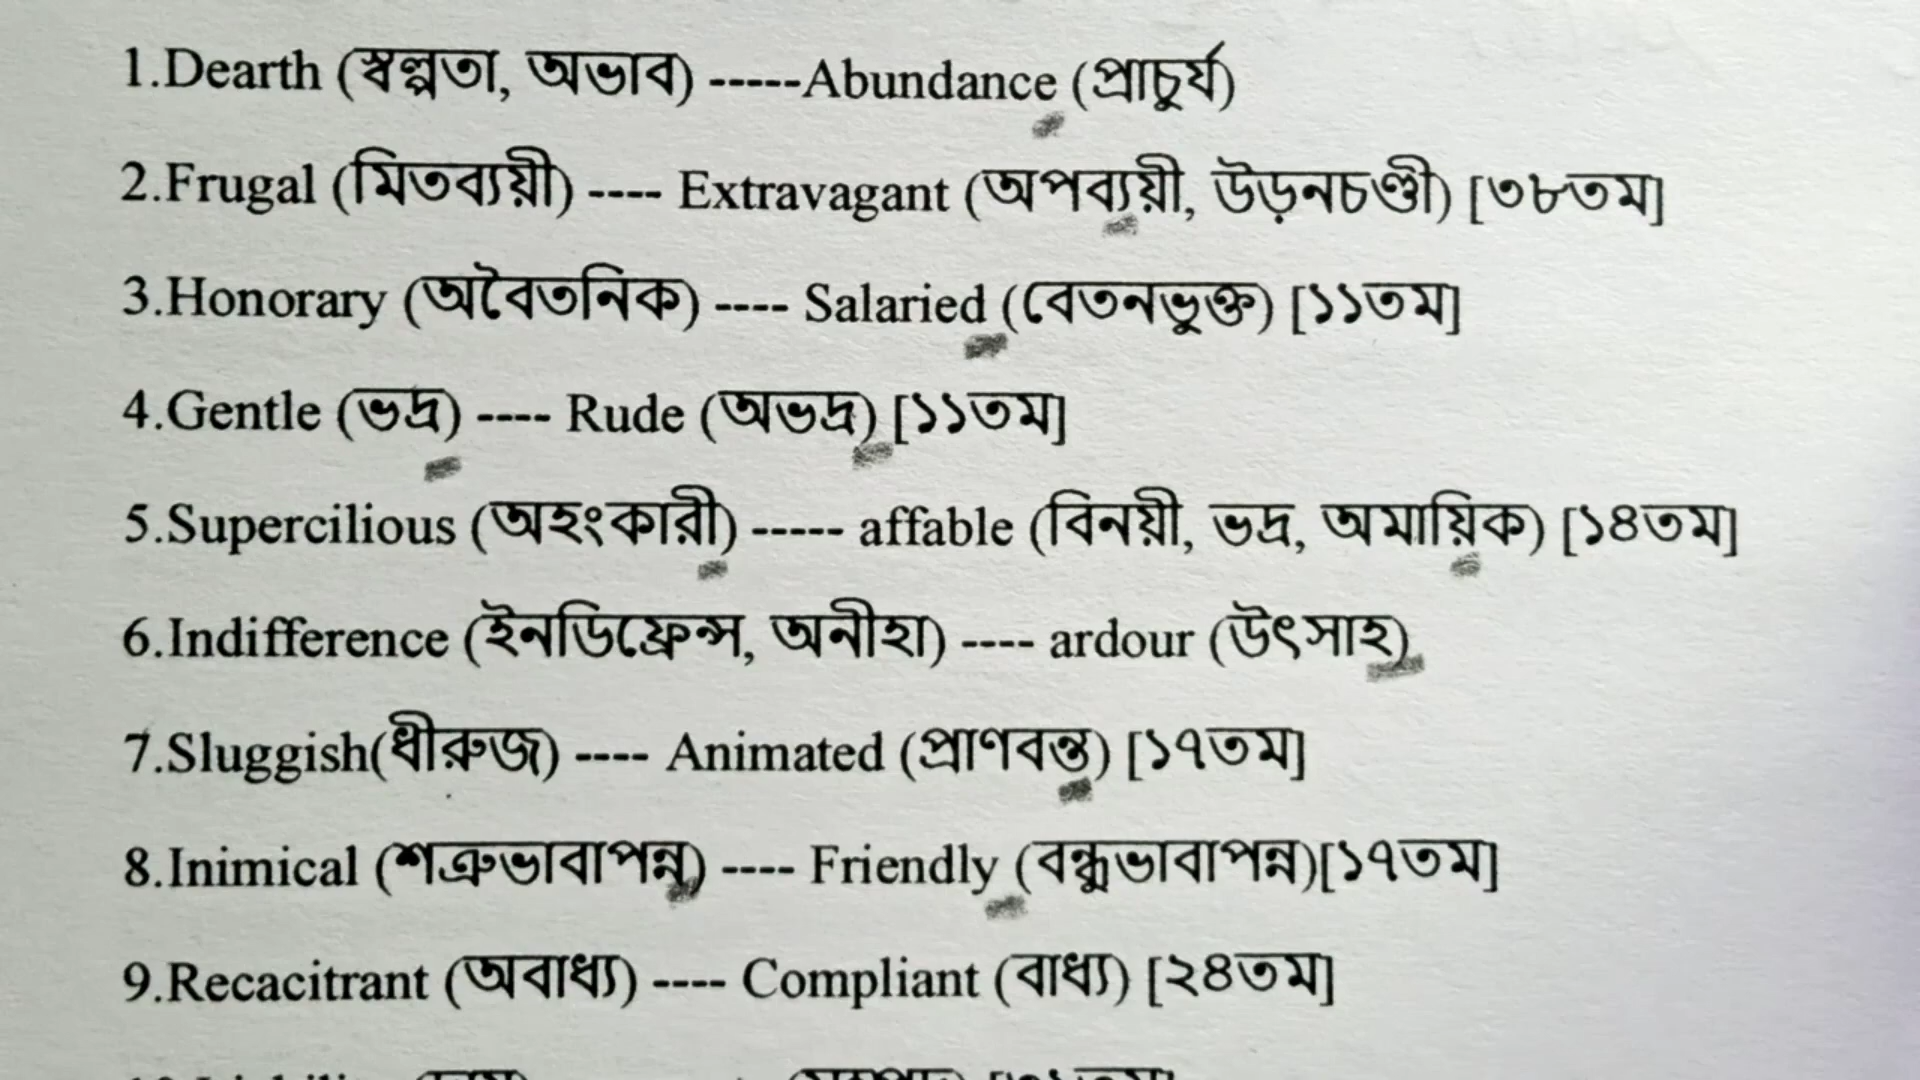 1.Dearth (স্বল্পতা, অভাব) -----Abundance (প্রাচুর্য)
2.Frugal (মিতব্যয়ী) ---- Extravagant (অপব্যয়ী, উড়নচণ্ডী) [৩৮তম]
3.Honorary (অবৈতনিক) ---- Salaried (বেতনভুক্ত) [১১তম]
4.Gentle (ভদ্র) ---- Rude (অভদ্র) [১১তম]
5.Supercilious (অহংকারী) ----- affable (বিনয়ী, ভদ্র, অমায়িক) [১৪তম]
6.Indifference (ইনডিফ্রেন্স, অনীহা) ---- ardour (উৎসাহ)
7.Sluggish(ধীরুজ) ---- Animated (প্রাণবন্ত) [১৭তম]
8.Inimical (শত্রুভাবাপন্ন) ---- Friendly (বন্ধুভাবাপন্ন)[১৭তম]
9.Recacitrant (অবাধ্য) ---- Compliant (বাধ্য) [২৪তম]